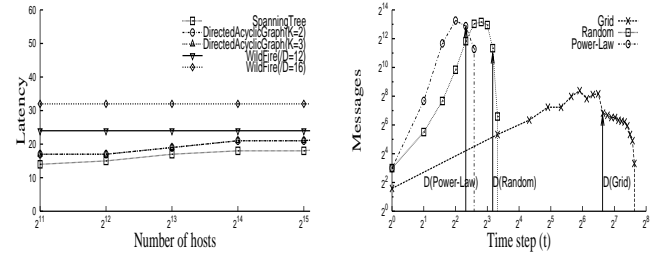 60
50
40
30
20
10
0
Latency
2^11
2^12
2^13
2^14
2^15
Number of hosts
SpanningTree
DirectedAcyclicGraph(K=2)
DirectedAcyclicGraph(K=3)
WildFire(/D=12)
WildFire(/D=16)
2^14
2^12
2^10
2^8
2^6
2^4
2^2
2^0
Messages
2^0
2^1
2^2
2^3
2^4
2^5
2^6
2^7
2^8
Time step (t)
Grid
Random
Power-Law
D(Power-Law)
D(Random)
D(Grid)